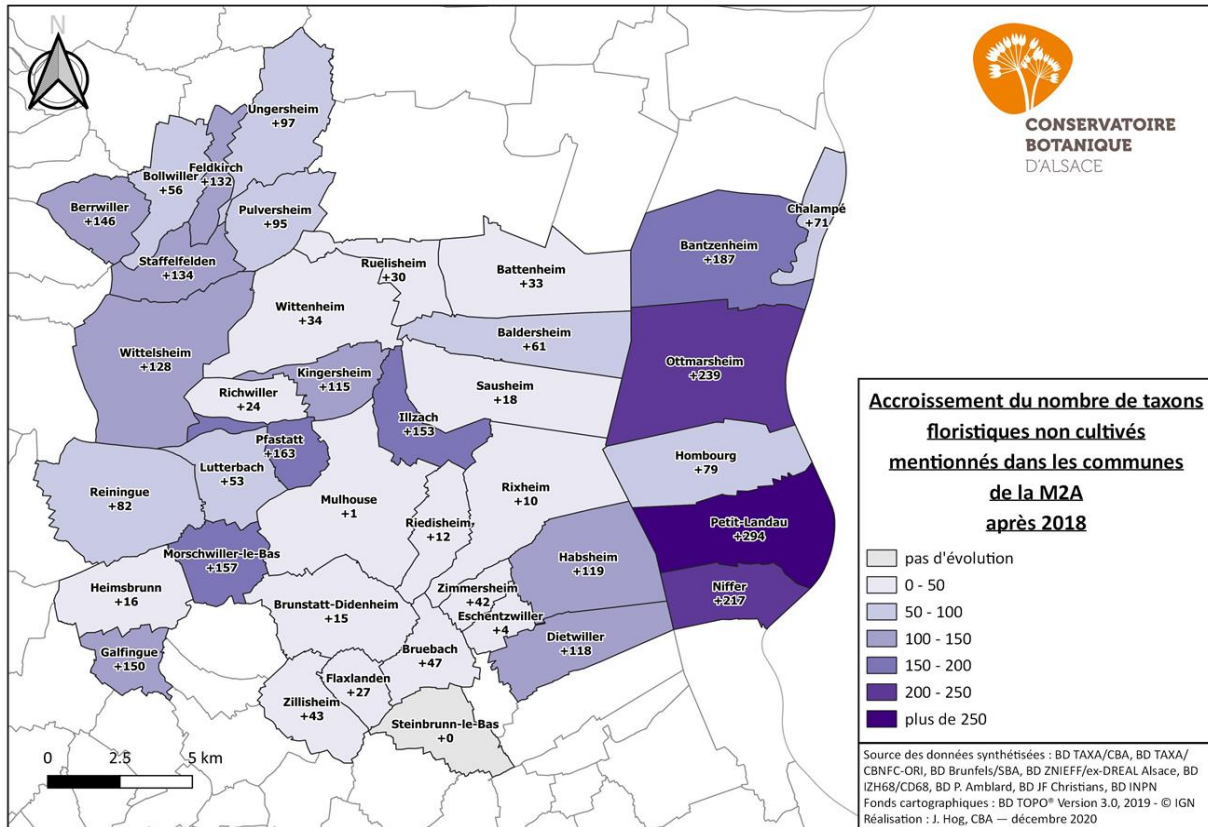 N
Ungersheim
+97
Feldkirch
+132
Bollwiller
+56
Berrwiller
+146
Pulversheim
+95
Staffelfelden
+134
Ruelisheim
+30
Battenheim
+33
Bantzenheim
+187
Chalampé
+71
Wittenheim
+34
Baldersheim
+61
Wittelsheim
+128
Kingersheim
+115
Ottmarsheim
+239
Richwiller
+24
Sausheim
+18
Illzach
+153
Pfastatt
+163
Lutterbach
+53
Hombourg
+79
Reiningue
+82
Mulhouse
+1
Rixheim
+10
Riedisheim
+12
Petit-Landau
+294
Morschwiller-le-Bas
+157
Habsheim
+119
Heimsbrunn
+16
Zimmersheim
+42
Niffer
+217
Brunstatt-Didenheim
+15
Eschentzwiller
+4
Dietwiller
+118
Galfingue
+150
Bruebach
+47
Flaxlanden
+27
Zillisheim
+43
Steinbrunn-le-Bas
+0
0 2.5 5 km
CONSERVATOIRE
BOTANIQUE
D'ALSACE
Accroissement du nombre de taxons
floristiques non cultivés
mentionnés dans les communes
de la M2A
après 2018
pas d'évolution
0 - 50
50 - 100
100 - 150
150 - 200
200 - 250
plus de 250
Source des données synthétisées : BD TAXA/CBA, BD TAXA/
CBNFC-ORI, BD Brunfels/SBA, BD ZNIEFF/ex-DREAL Alsace, BD
IZH68/CD68, BD P. Amblard, BD JF Christians, BD INPN
Fonds cartographiques : BD TOPO® Version 3.0, 2019 - © IGN
Réalisation : J. Hog, CBA — décembre 2020